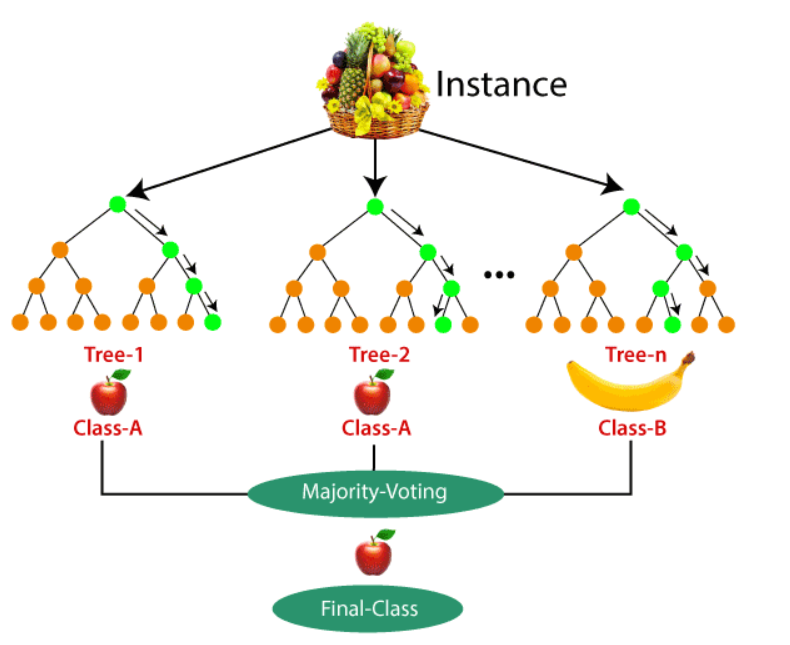 Instance
...
Tree-1
Tree-2
Tree-n
Class-A
Class-A
Class-B
Majority-Voting
Final-Class